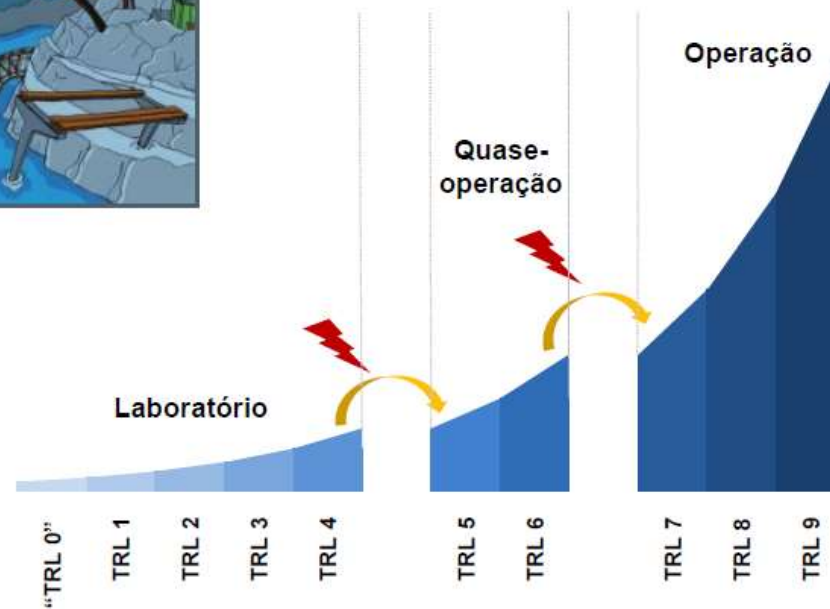 Operação
Quase-
operação
Laboratório
“TRL 0”
TRL 1
TRL 2
TRL 3
TRL 4
TRL 5
TRL 6
TRL 7
TRL 8
TRL 9